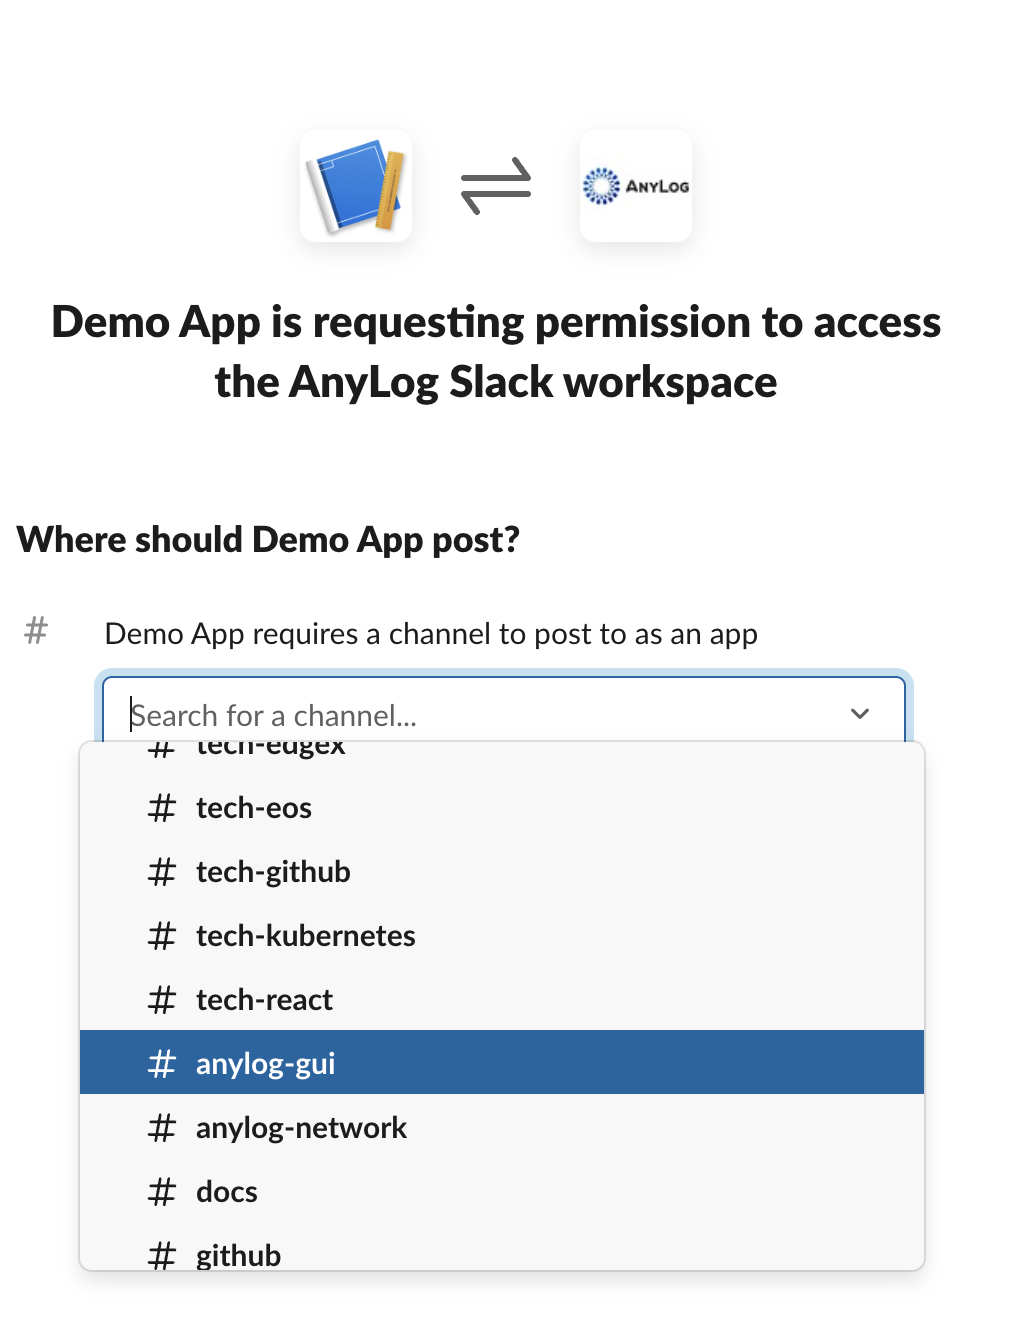 ANYLOG
Demo App is requesting permission to access
the AnyLog Slack workspace
Where should Demo App post?
# Demo App requires a channel to post to as an app
Search for a channel...
# tech-edgex
# tech-eos
# tech-github
# tech-kubernetes
# tech-react
# anylog-gui
# anylog-network
# docs
# github